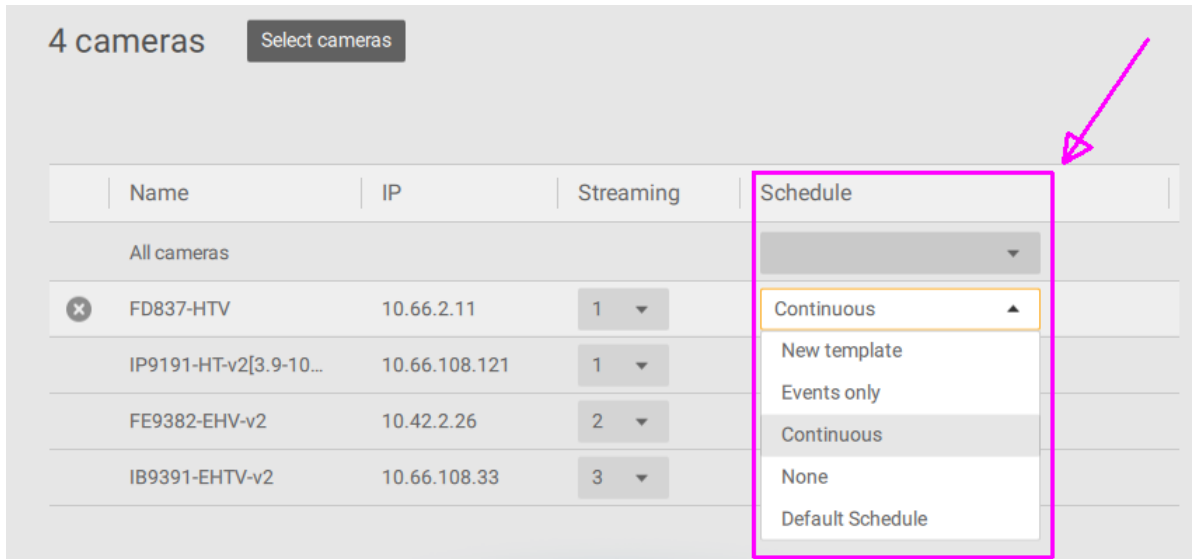 4 cameras Select cameras
Name IP Streaming Schedule
All cameras
FD837-HTV 10.66.2.11 1 Continuous
New template
IP9191-HT-v2[3.9-10... 10.66.108.121 1
Events only
FE9382-EHV-v2 10.42.2.26 2
Continuous
IB9391-EHTV-v2 10.66.108.33 3 None
Default Schedule